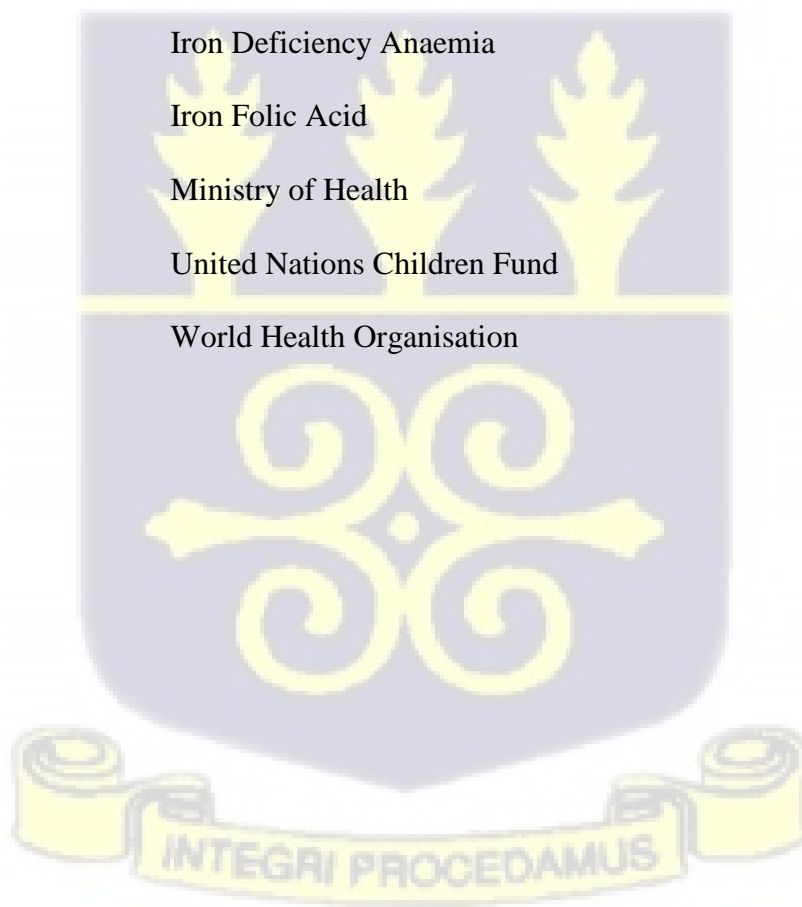 Iron Deficiency Anaemia
Iron Folic Acid
Ministry of Health
United Nations Children Fund
World Health Organisation
INTEGRI PROCEDAMUS